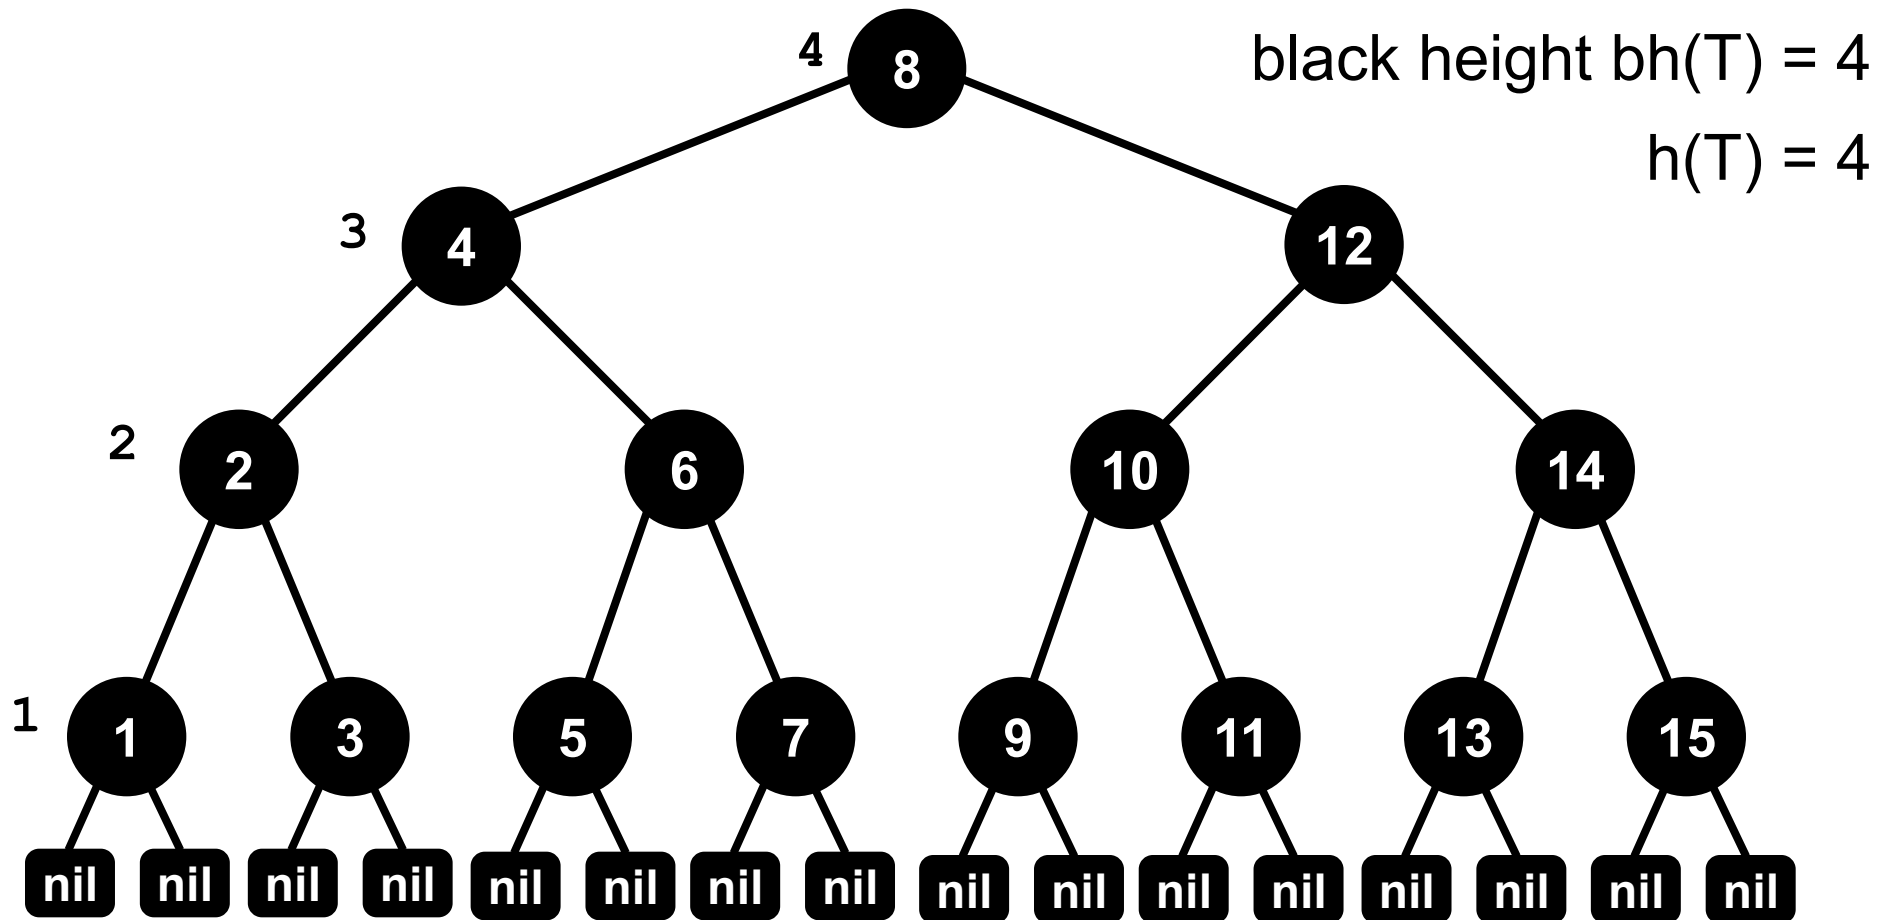 4 8 black height bh(T) = 4
h(T) = 4
3 4 12
2 2 6 10 14
1 1 3 5 7 9 11 13 15
nil nil nil nil nil nil nil nil nil nil nil nil nil nil nil nil